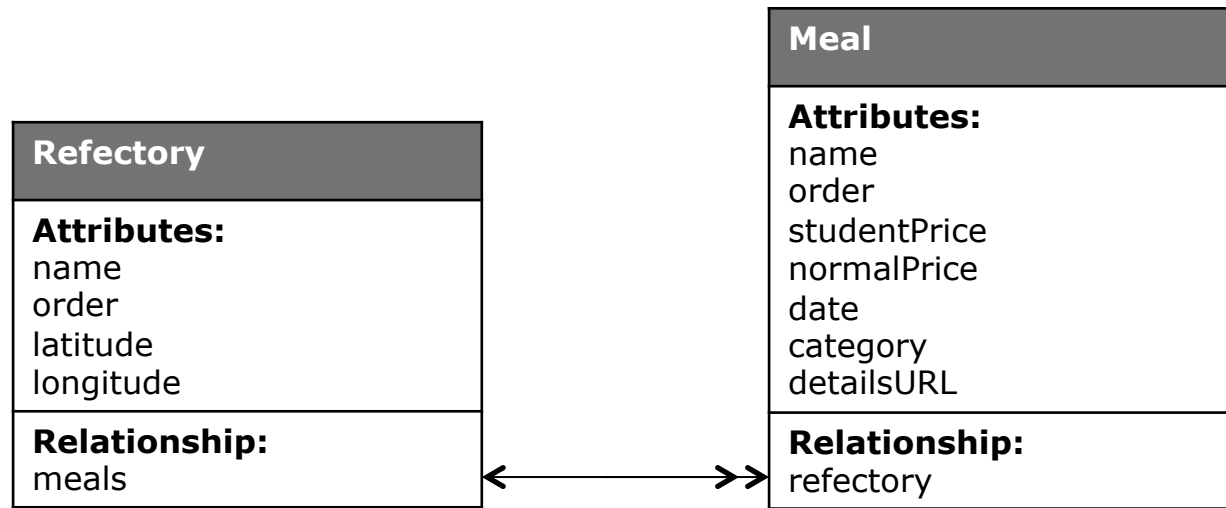 Refectory
Attributes:
name
order
latitude
longitude
Relationship:
meals
Meal
Attributes:
name
order
studentPrice
normalPrice
date
category
detailsURL
Relationship:
refectory